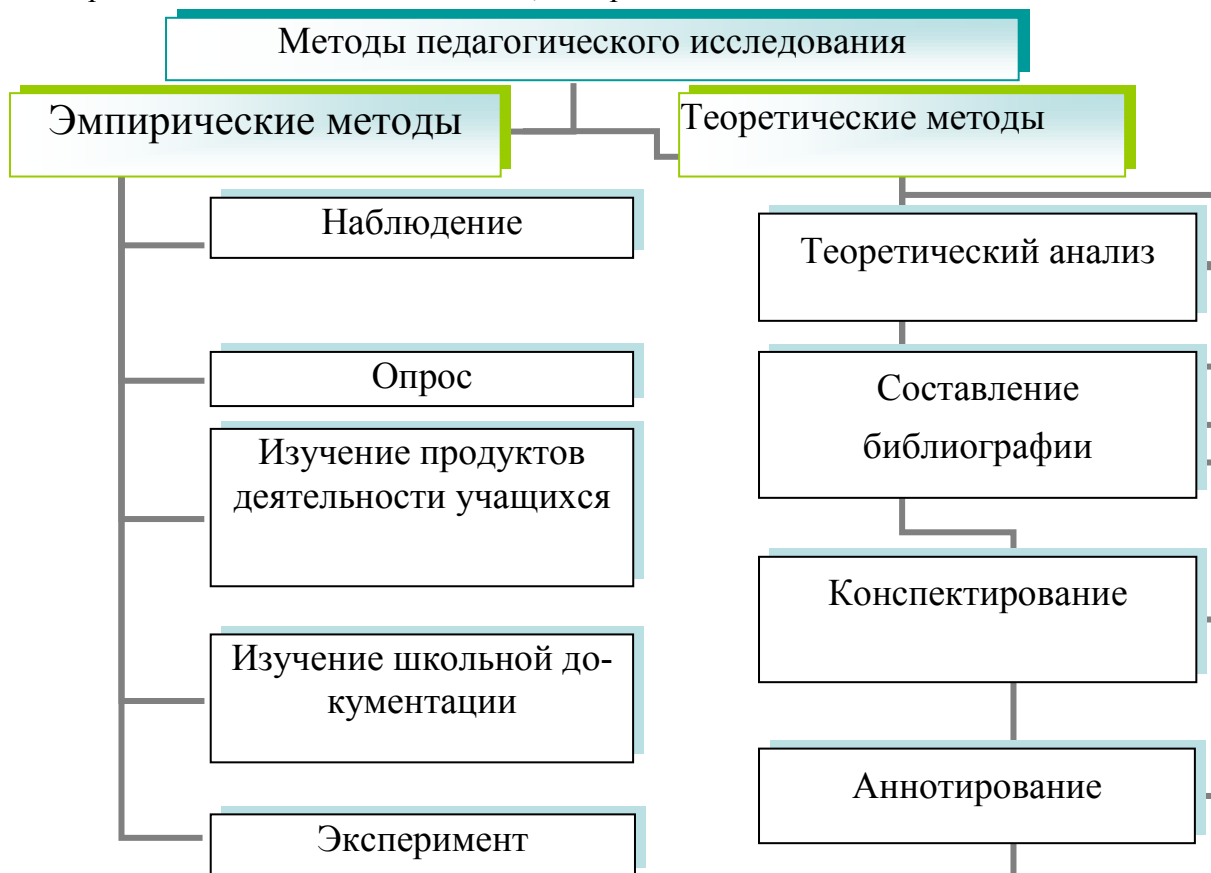 Методы педагогического исследования
Эмпирические методы
Теоретические методы
Наблюдение
Опрос
Изучение продуктов
деятельности учащихся
Изучение школьной до-
кументации
Эксперимент
Теоретический анализ
Составление
библиографии
Конспектирование
Аннотирование